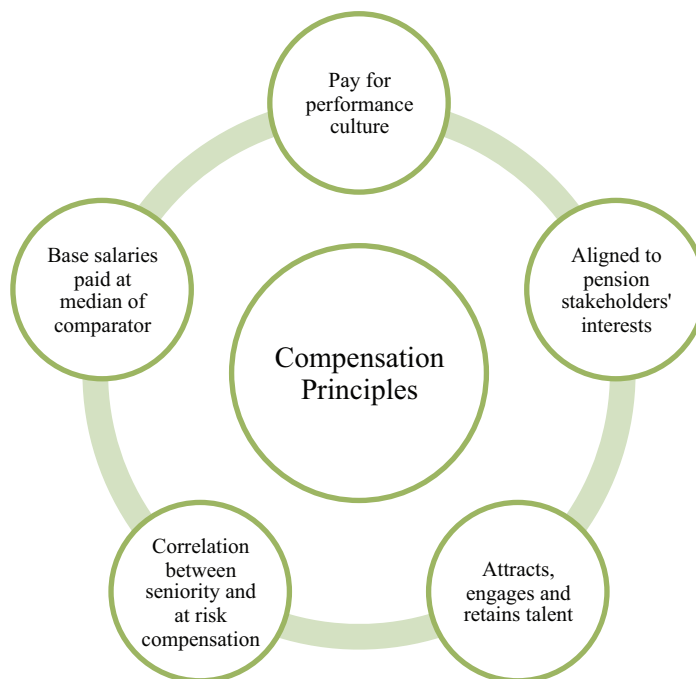 Pay for
performance
culture
Aligned to
pension
stakeholders'
interests
Attracts,
engages and
retains talent
Correlation
between
seniority and
at risk
compensation
Base salaries
paid at
median of
comparator
Compensation
Principles